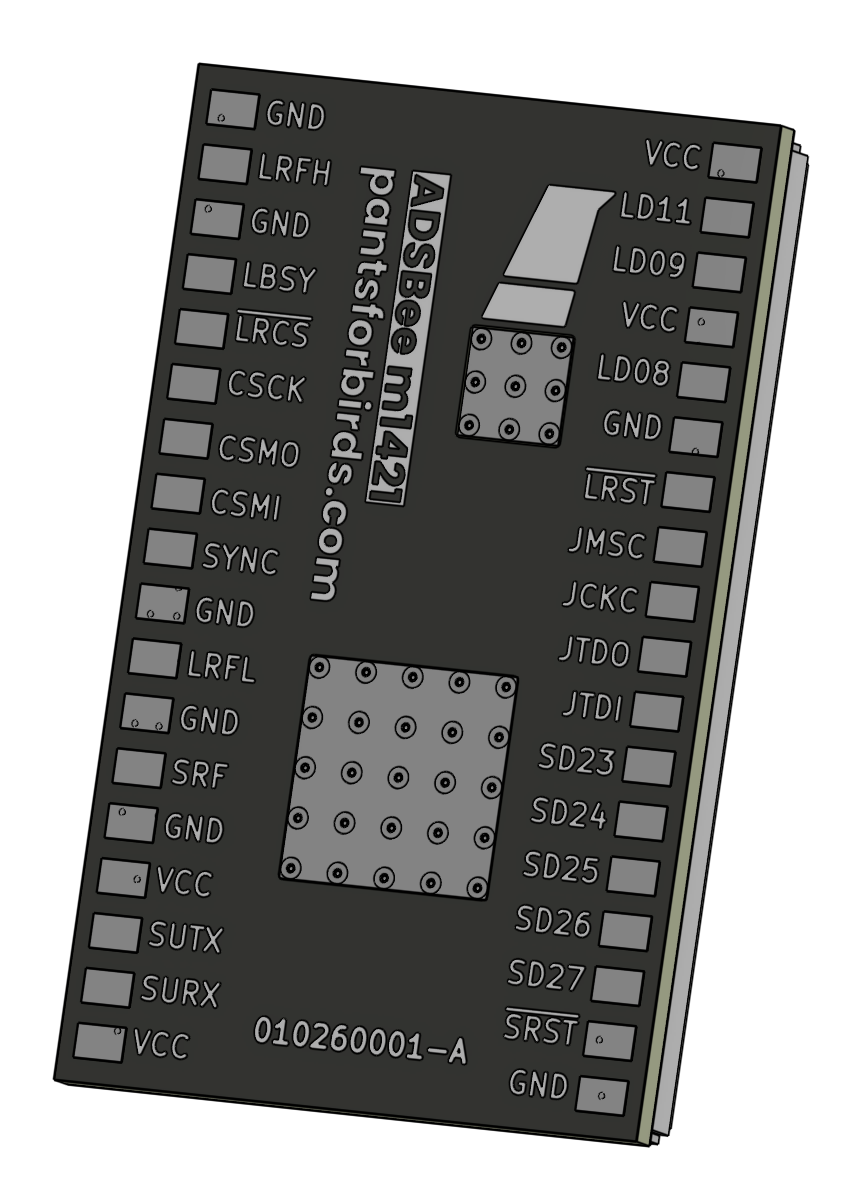 GND
LRFH
GND
LBSY
LRCS
CSCK
CSMO
CSMI
SYNC
GND
LRFL
GND
SRF
GND
VCC
SUTX
SURX
VCC
ADSBee m1421
pantsforbirds.com
010260001-A
VCC
LD11
LD09
VCC
LD08
GND
LRST
JMSC
JCKC
JTDO
JTDI
SD23
SD24
SD25
SD26
SD27
SRST
GND